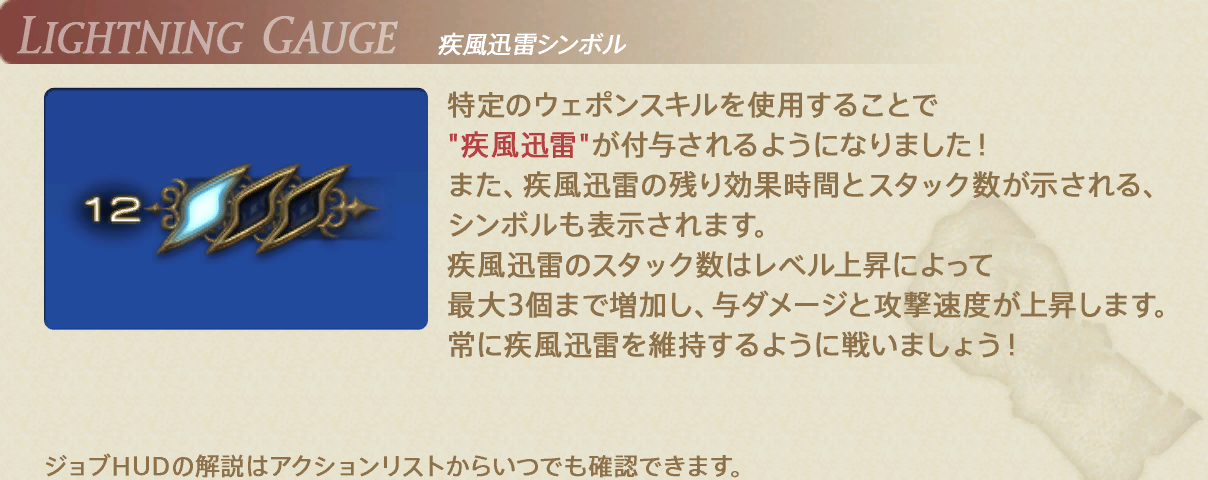 LIGHTNING GAUGE 疾風迅雷シンボル
特定のウェポンスキルを使用することで
"疾風迅雷"が付与されるようになりました！
また、疾風迅雷の残り効果時間とスタック数が示される、
シンボルも表示されます。
疾風迅雷のスタック数はレベル上昇によって
最大3個まで増加し、与ダメージと攻撃速度が上昇します。
常に疾風迅雷を維持するように戦いましょう！
12
ジョブHUDの解説はアクションリストからいつでも確認できます。